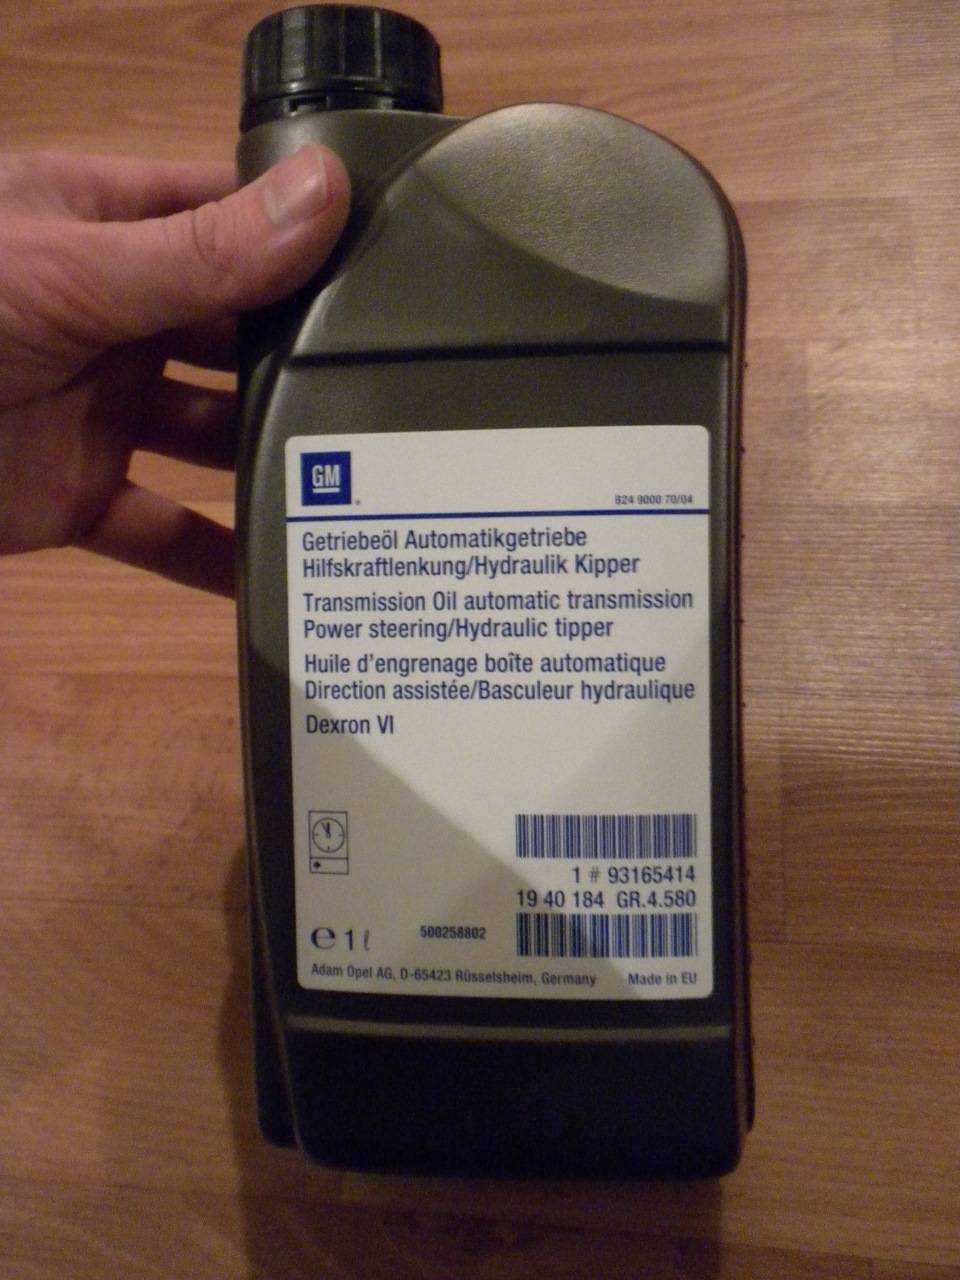 GM
B24 9000 70/04
Getriebeöl Automatikgetriebe
Hilfskraftlenkung/Hydraulik Kipper
Transmission Oil automatic transmission
Power steering/Hydraulic tipper
Huile d'engrenage boîte automatique
Direction assistée/Basculeur hydraulique
Dexron VI
1 # 93165414
19 40 184 GR.4.580
℮ 1 ℓ
500258802
Adam Opel AG, D-65423 Rüsselsheim, Germany
Made in EU